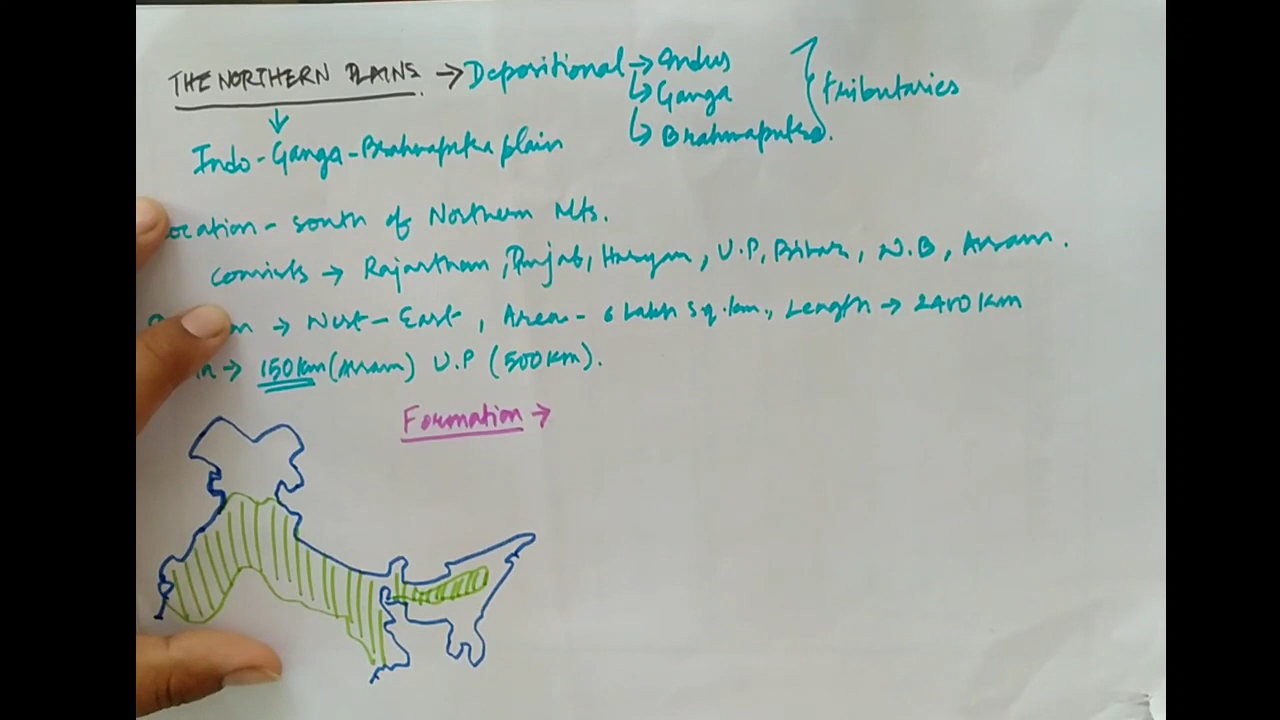 THE NORTHERN PLAINS. → Depositional → Indus
↳ Ganga
↳ Brahmaputra.
} tributaries
↓
Indo-Ganga-Brahmaputra plain
ocation - south of Northern Mts.
consists → Rajasthan, Punjab, Haryana, U.P, Bihar, W.B, Assam.
→ West-East, Area - 6 Lakh sq.km., Length → 2400 km
→ 150 km (Assam) U.P (500 km).
Formation →